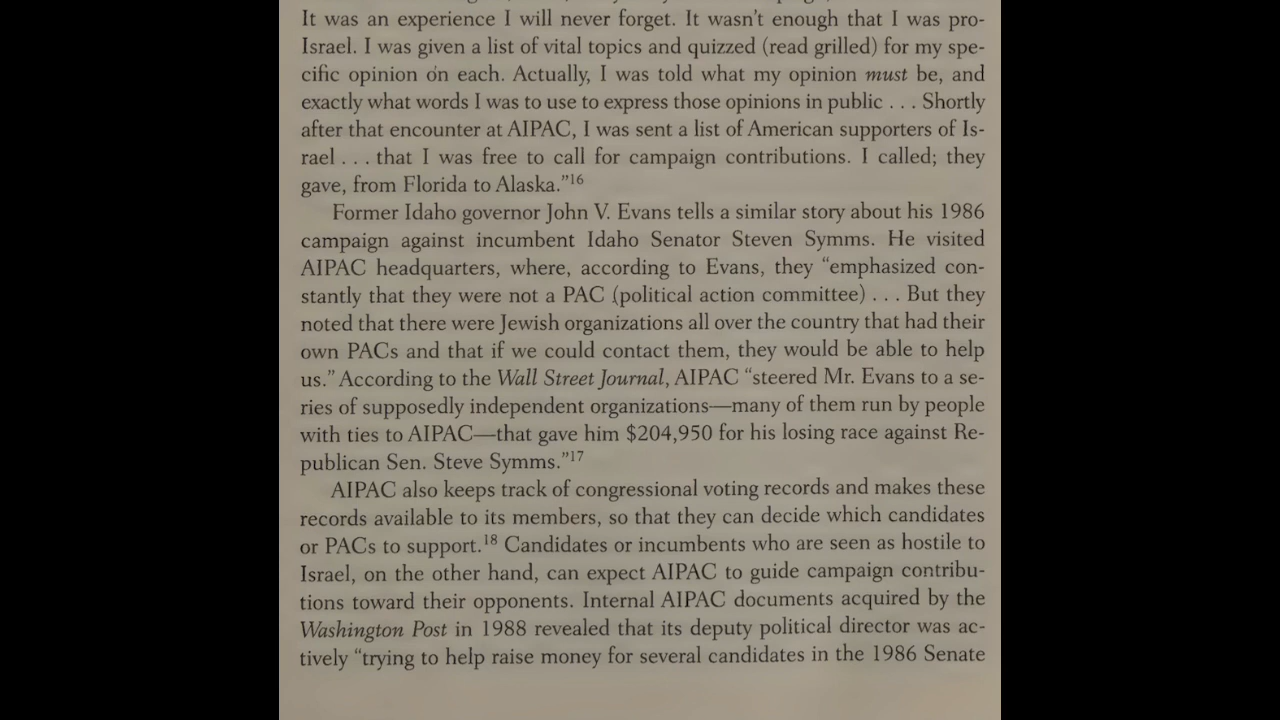 It was an experience I will never forget. It wasn't enough that I was pro-
Israel. I was given a list of vital topics and quizzed (read grilled) for my spe-
cific opinion on each. Actually, I was told what my opinion must be, and
exactly what words I was to use to express those opinions in public . . . Shortly
after that encounter at AIPAC, I was sent a list of American supporters of Is-
rael . . . that I was free to call for campaign contributions. I called; they
gave, from Florida to Alaska."16
Former Idaho governor John V. Evans tells a similar story about his 1986
campaign against incumbent Idaho Senator Steven Symms. He visited
AIPAC headquarters, where, according to Evans, they "emphasized con-
stantly that they were not a PAC (political action committee) . . . But they
noted that there were Jewish organizations all over the country that had their
own PACs and that if we could contact them, they would be able to help
us." According to the Wall Street Journal, AIPAC "steered Mr. Evans to a se-
ries of supposedly independent organizations—many of them run by people
with ties to AIPAC—that gave him $204,950 for his losing race against Re-
publican Sen. Steve Symms."17
AIPAC also keeps track of congressional voting records and makes these
records available to its members, so that they can decide which candidates
or PACs to support.18 Candidates or incumbents who are seen as hostile to
Israel, on the other hand, can expect AIPAC to guide campaign contribu-
tions toward their opponents. Internal AIPAC documents acquired by the
Washington Post in 1988 revealed that its deputy political director was ac-
tively "trying to help raise money for several candidates in the 1986 Senate